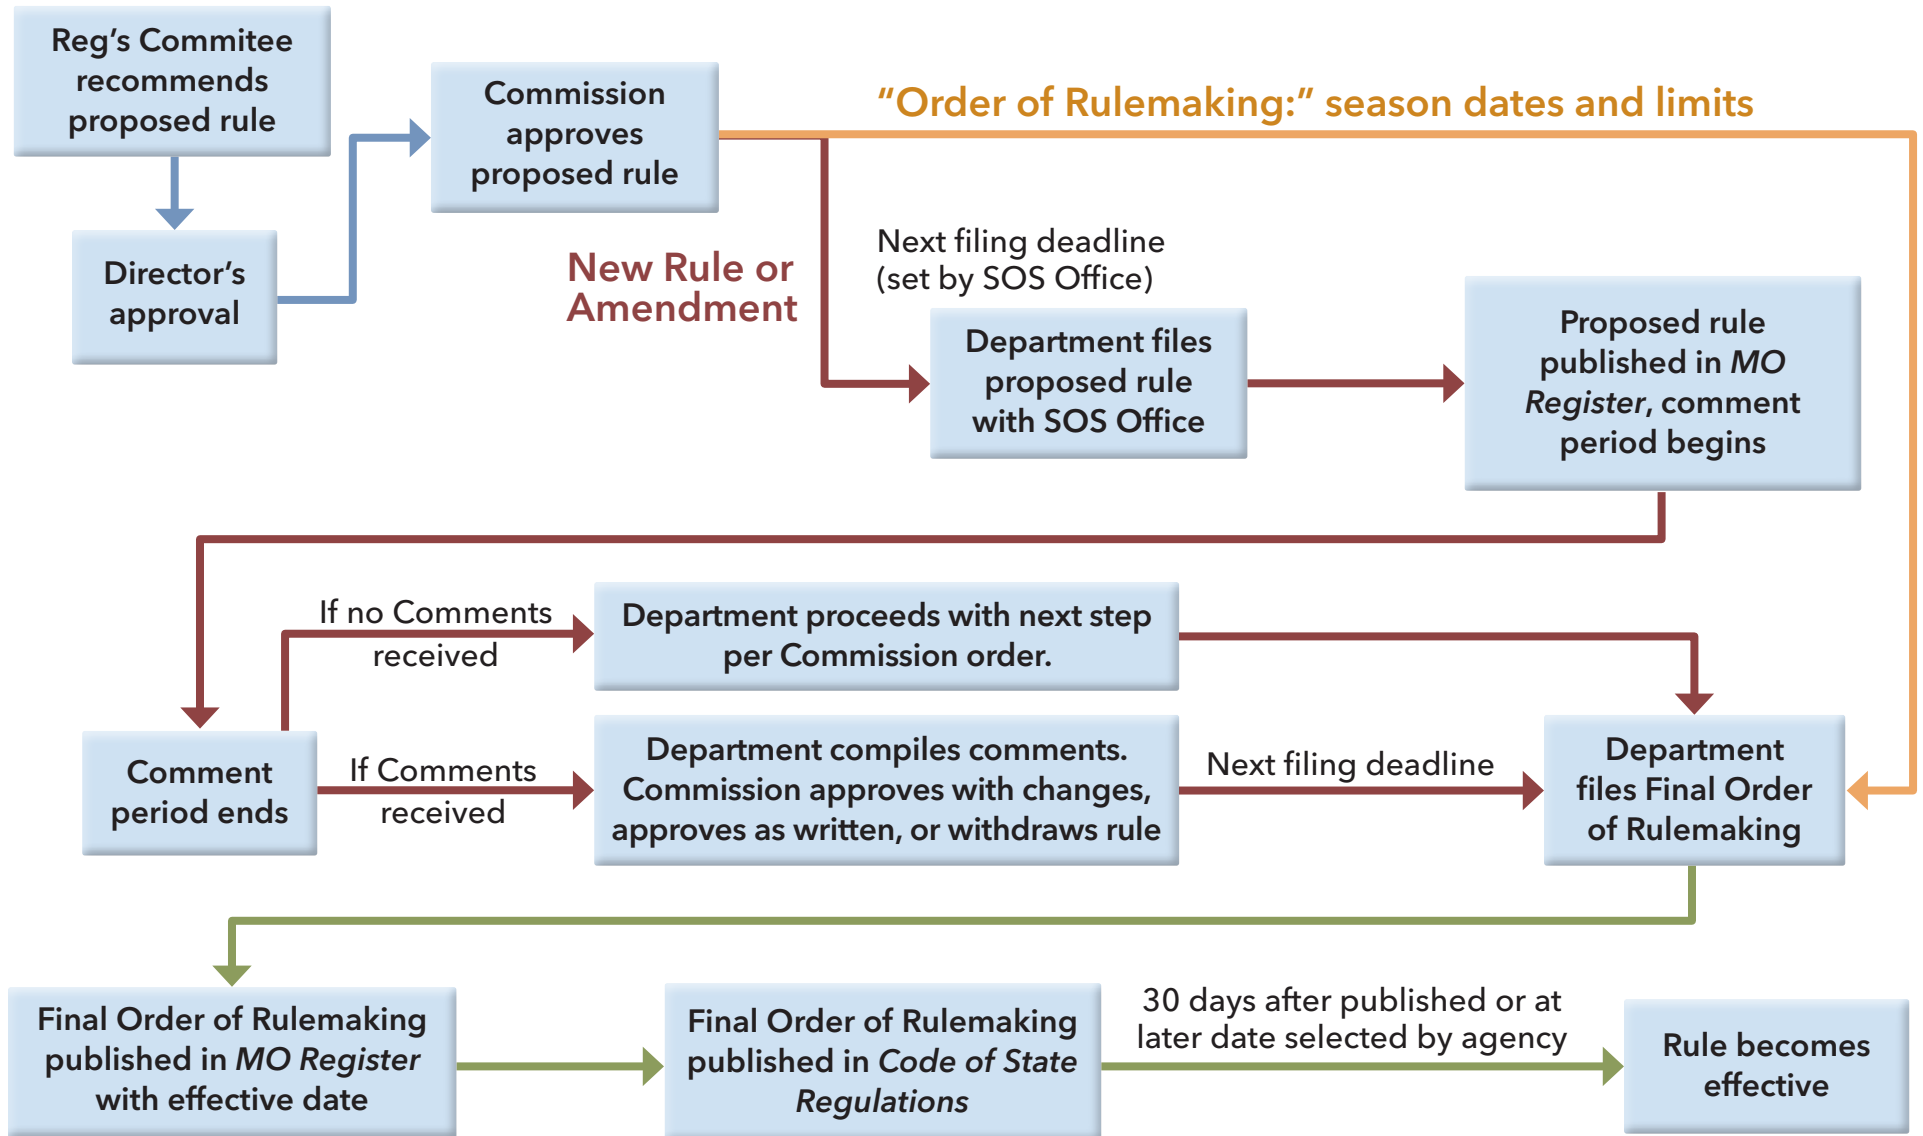 Reg’s Commitee
recommends
proposed rule
Director’s
approval
Commission
approves
proposed rule
“Order of Rulemaking:” season dates and limits
New Rule or
Amendment
Next filing deadline
(set by SOS Office)
Department files
proposed rule
with SOS Office
Proposed rule
published in MO
Register, comment
period begins
Comment
period ends
If no Comments
received
Department proceeds with next step
per Commission order.
If Comments
received
Department compiles comments.
Commission approves with changes,
approves as written, or withdraws rule
Next filing deadline
Department
files Final Order
of Rulemaking
Final Order of Rulemaking
published in MO Register
with effective date
Final Order of Rulemaking
published in Code of State
Regulations
30 days after published or at
later date selected by agency
Rule becomes
effective